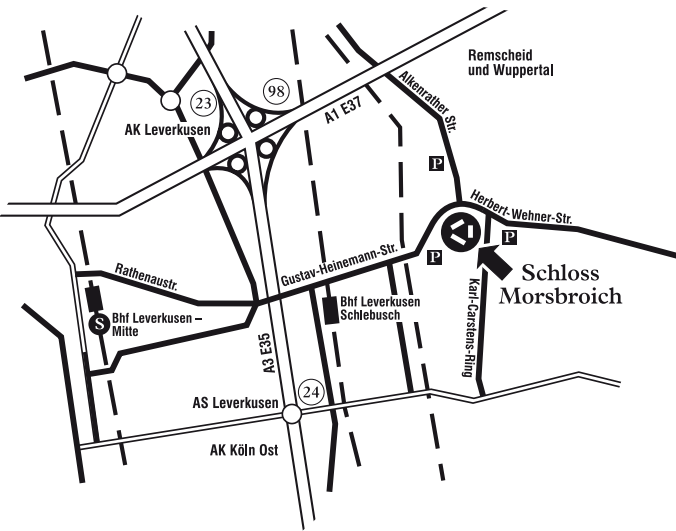 Remscheid
und Wuppertal
Alkenrather Str.
98
23
A1 E37
AK Leverkusen
P
Herbert-Wehner-Str.
P
P
Rathenaustr.
Gustav-Heinemann-Str.
Schloss
Morsbroich
Karl-Carstens-Ring
Bhf Leverkusen
Schlebusch
S
Bhf Leverkusen –
Mitte
A3 E35
24
AS Leverkusen
AK Köln Ost